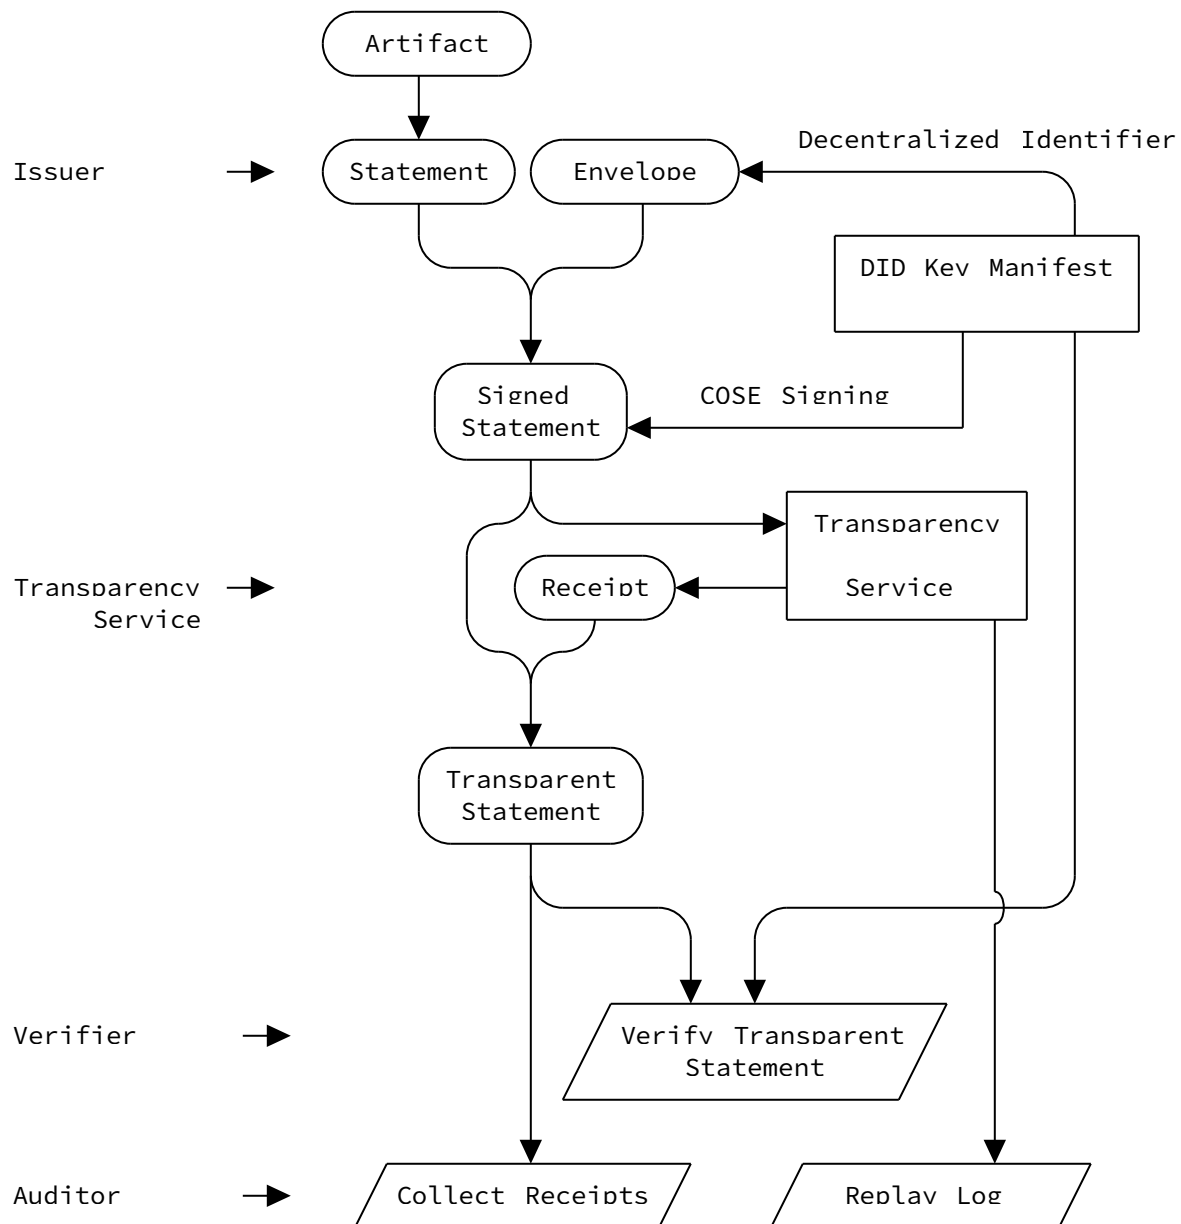 Artifact
Decentralized Identifier
Issuer
Statement
Envelope
DID Key Manifest
Signed
Statement
COSE Signing
Transparency
Service
Receipt
Transparency
Service
Transparent
Statement
Verifier
Verify Transparent
Statement
Auditor
Collect Receipts
Replay Log